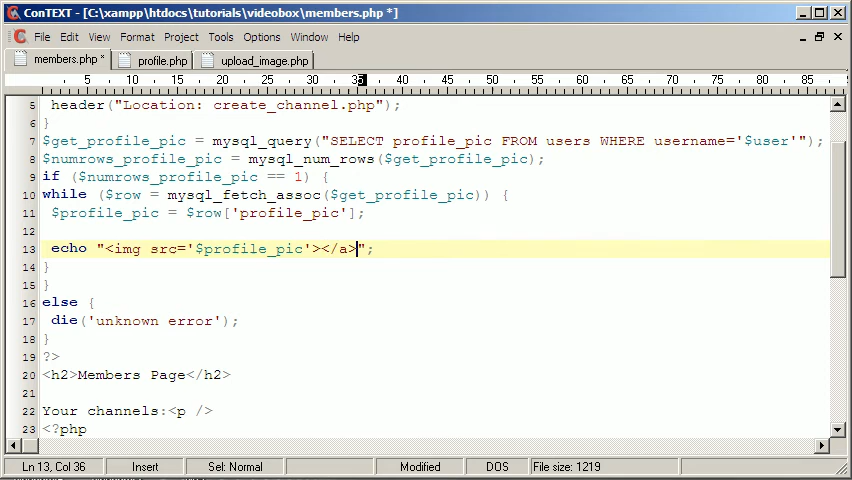 ConTEXT - [C:\xampp\htdocs\tutorials\videobox\members.php *]
File Edit View Format Project Tools Options Window Help
members.php * profile.php upload_image.php
5 10 15 20 25 30 35 40 45 50 55 60 65 70 75 80 85
5 header("Location: create_channel.php");
6 }
7 $get_profile_pic = mysql_query("SELECT profile_pic FROM users WHERE username='$user'");
8 $numrows_profile_pic = mysql_num_rows($get_profile_pic);
9 if ($numrows_profile_pic == 1) {
10 while ($row = mysql_fetch_assoc($get_profile_pic)) {
11 $profile_pic = $row['profile_pic'];
12
13 echo "<img src='$profile_pic'></a>";
14 }
15 }
16 else {
17 die('unknown error');
18 }
19 ?>
20 <h2>Members Page</h2>
21
22 Your channels:<p />
23 <?php
Ln 13, Col 36 Insert Sel: Normal Modified DOS File size: 1219